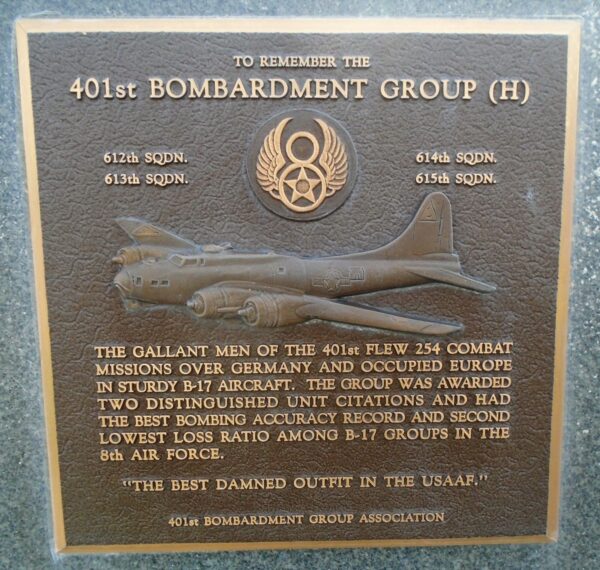 TO REMEMBER THE
401st BOMBARDMENT GROUP (H)
8
612th SQDN.
613th SQDN.
614th SQDN.
615th SQDN.
THE GALLANT MEN OF THE 401st FLEW 254 COMBAT
MISSIONS OVER GERMANY AND OCCUPIED EUROPE
IN STURDY B-17 AIRCRAFT. THE GROUP WAS AWARDED
TWO DISTINGUISHED UNIT CITATIONS AND HAD
THE BEST BOMBING ACCURACY RECORD AND SECOND
LOWEST LOSS RATIO AMONG B-17 GROUPS IN THE
8th AIR FORCE.
"THE BEST DAMNED OUTFIT IN THE USAAF."
401st BOMBARDMENT GROUP ASSOCIATION